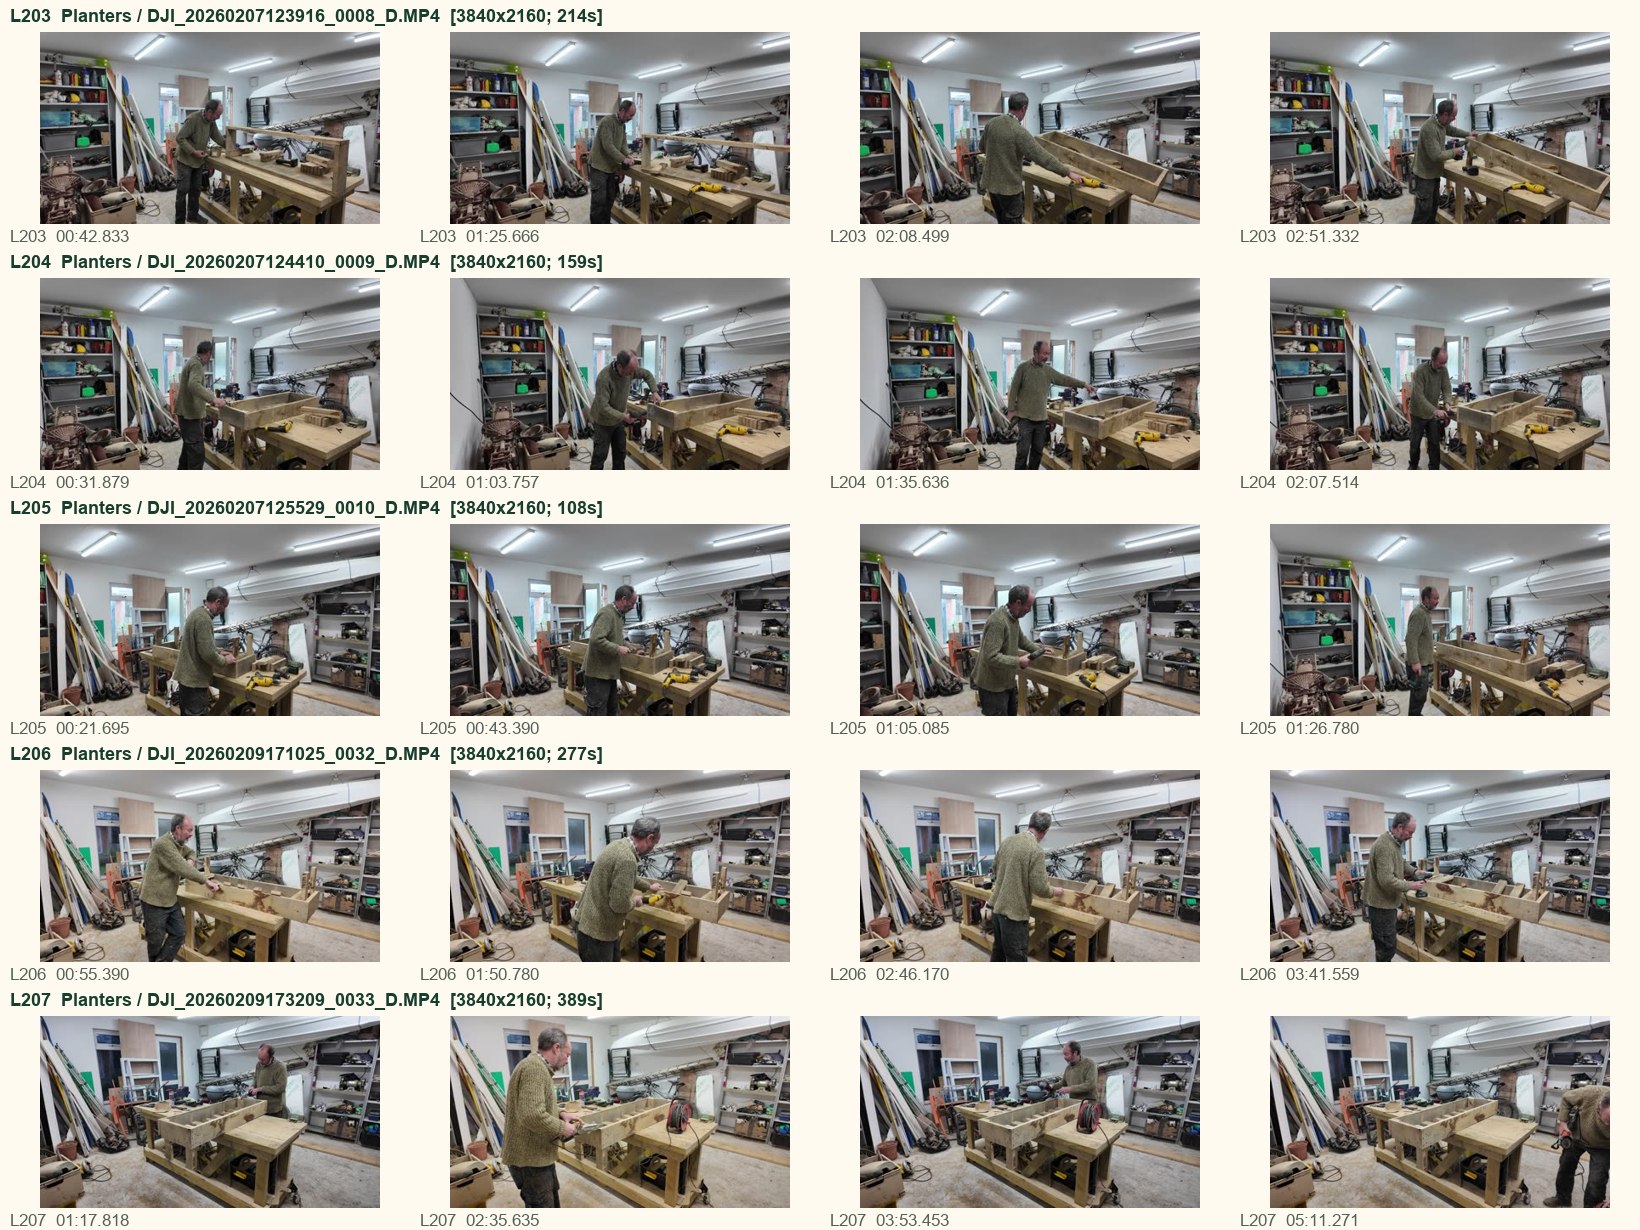 L203 Planters / DJI_20260207123916_0008_D.MP4 [3840x2160; 214s]
L203 00:42.833
L203 01:25.666
L203 02:08.499
L203 02:51.332
L204 Planters / DJI_20260207124410_0009_D.MP4 [3840x2160; 159s]
L204 00:31.879
L204 01:03.757
L204 01:35.636
L204 02:07.514
L205 Planters / DJI_20260207125529_0010_D.MP4 [3840x2160; 108s]
L205 00:21.695
L205 00:43.390
L205 01:05.085
L205 01:26.780
L206 Planters / DJI_20260209171025_0032_D.MP4 [3840x2160; 277s]
L206 00:55.390
L206 01:50.780
L206 02:46.170
L206 03:41.559
L207 Planters / DJI_20260209173209_0033_D.MP4 [3840x2160; 389s]
L207 01:17.818
L207 02:35.635
L207 03:53.453
L207 05:11.271